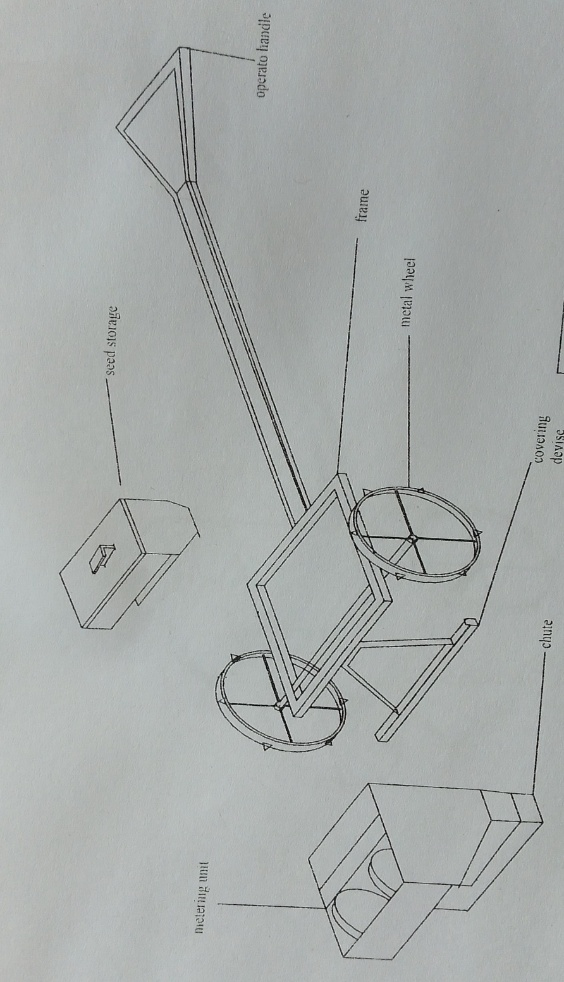 operato handle
frame
seed storage
metal wheel
covering
devise
chute
metering unit